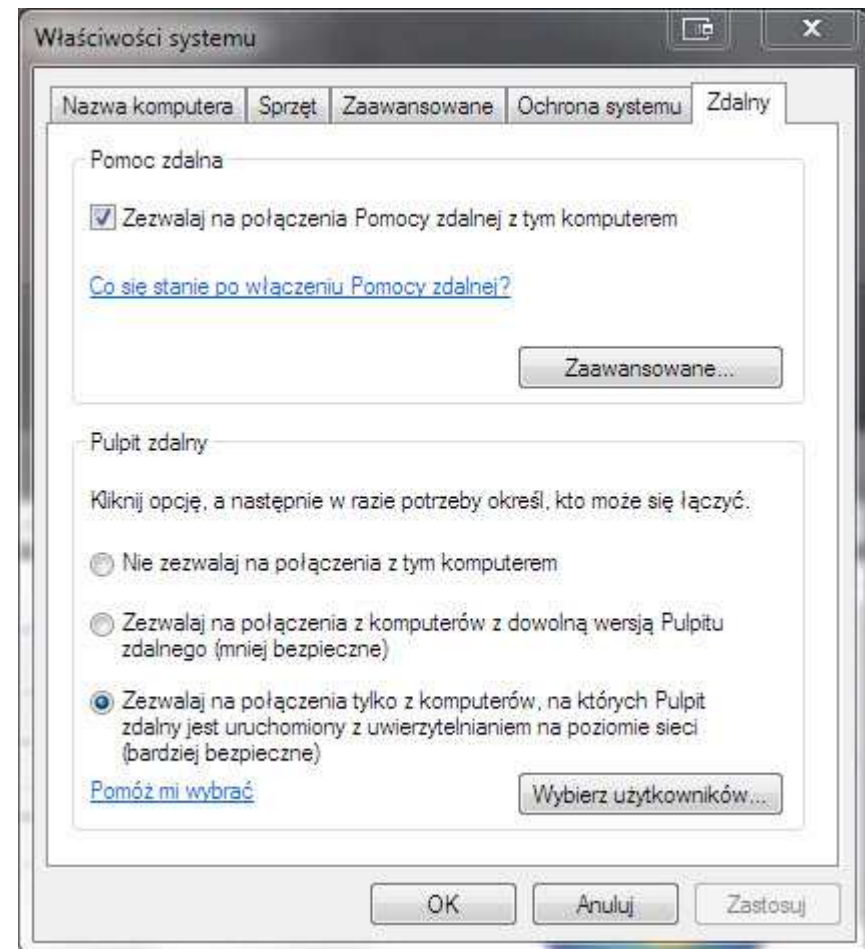 Właściwości systemu
Nazwa komputera Sprzęt Zaawansowane Ochrona systemu Zdalny
Pomoc zdalna
Zezwalaj na połączenia Pomocy zdalnej z tym komputerem
Co się stanie po włączeniu Pomocy zdalnej?
Zaawansowane...
Pulpit zdalny
Kliknij opcję, a następnie w razie potrzeby określ, kto może się łączyć.
Nie zezwalaj na połączenia z tym komputerem
Zezwalaj na połączenia z komputerów z dowolną wersją Pulpitu
zdalnego (mniej bezpieczne)
Zezwalaj na połączenia tylko z komputerów, na których Pulpit
zdalny jest uruchomiony z uwierzytelnianiem na poziomie sieci
(bardziej bezpieczne)
Pomóż mi wybrać
Wybierz użytkowników...
OK Anuluj Zastosuj